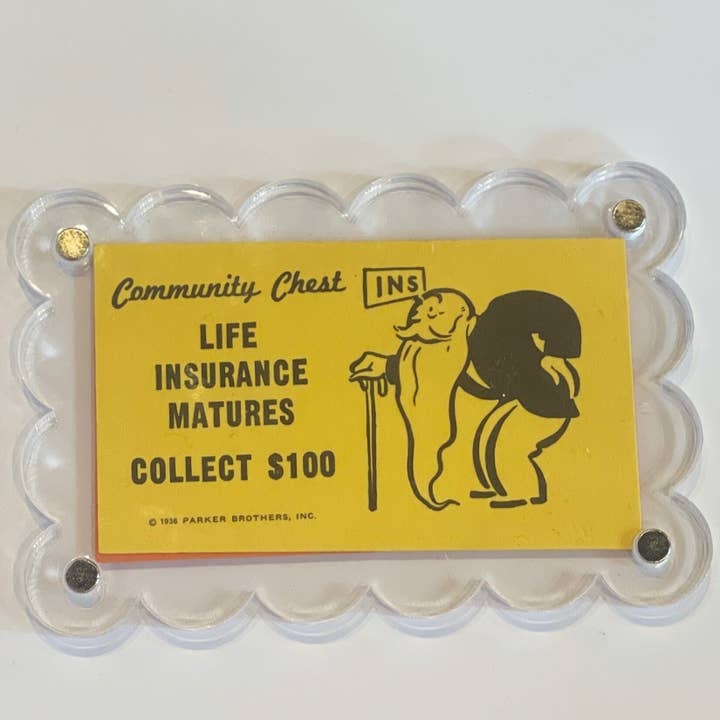 Community Chest
INS
LIFE
INSURANCE
MATURES
COLLECT $100
© 1936 PARKER BROTHERS, INC.